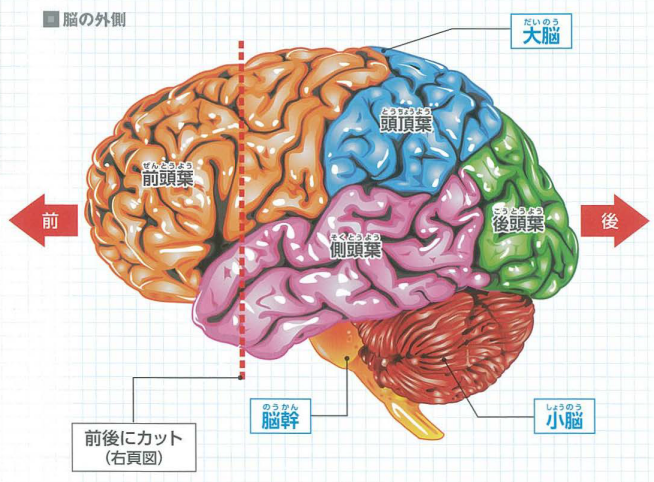 ■ 脳の外側
だいのう
大脳
とうちょうよう
頭頂葉
ぜんとうよう
前頭葉
前
こうとうよう
後頭葉
後
そくとうよう
側頭葉
のうかん
脳幹
しょうのう
小脳
前後にカット
（右頁図）